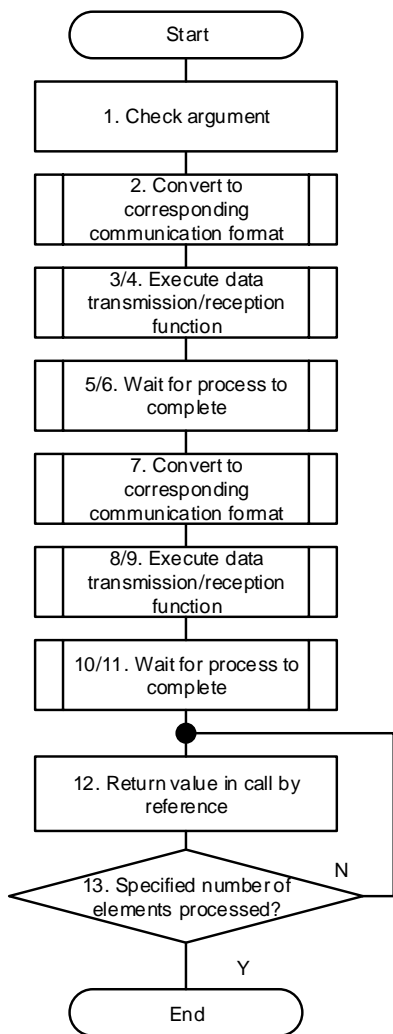 Start
1. Check argument
2. Convert to
corresponding
communication format
3/4. Execute data
transmission/reception
function
5/6. Wait for process to
complete
7. Convert to
corresponding
communication format
8/9. Execute data
transmission/reception
function
10/11. Wait for process to
complete
12. Return value in call by
reference
13. Specified number of
elements processed?
N
Y
End